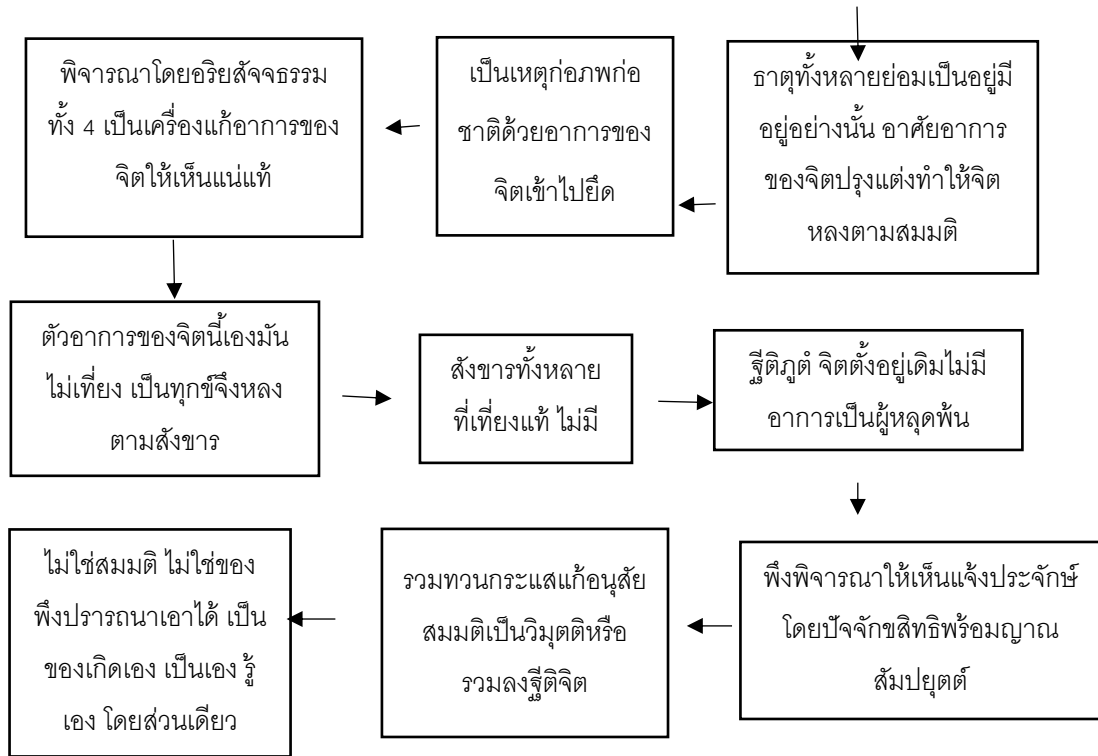 ธาตุทั้งหลายย่อมเป็นอยู่มี
อยู่อย่างนั้น อาศัยอาการ
ของจิตปรุงแต่งทำให้จิต
หลงตามสมมติ
เป็นเหตุก่อภพก่อ
ชาติด้วยอาการของ
จิตเข้าไปยึด
พิจารณาโดยอริยสัจจธรรม
ทั้ง 4 เป็นเครื่องแก้อาการของ
จิตให้เห็นแน่แท้
ตัวอาการของจิตนี้เองมัน
ไม่เที่ยง เป็นทุกข์จึงหลง
ตามสังขาร
สังขารทั้งหลาย
ที่เที่ยงแท้ ไม่มี
ฐีติภูตํ จิตตั้งอยู่เดิมไม่มี
อาการเป็นผู้หลุดพ้น
พึงพิจารณาให้เห็นแจ้งประจักษ์
โดยปัจจักขสิทธิพร้อมญาณ
สัมปยุตต์
รวมทวนกระแสแก้อนุสัย
สมมติเป็นวิมุตติหรือ
รวมลงฐีติจิต
ไม่ใช่สมมติ ไม่ใช่ของ
พึงปรารถนาเอาได้ เป็น
ของเกิดเอง เป็นเอง รู้
เอง โดยส่วนเดียว